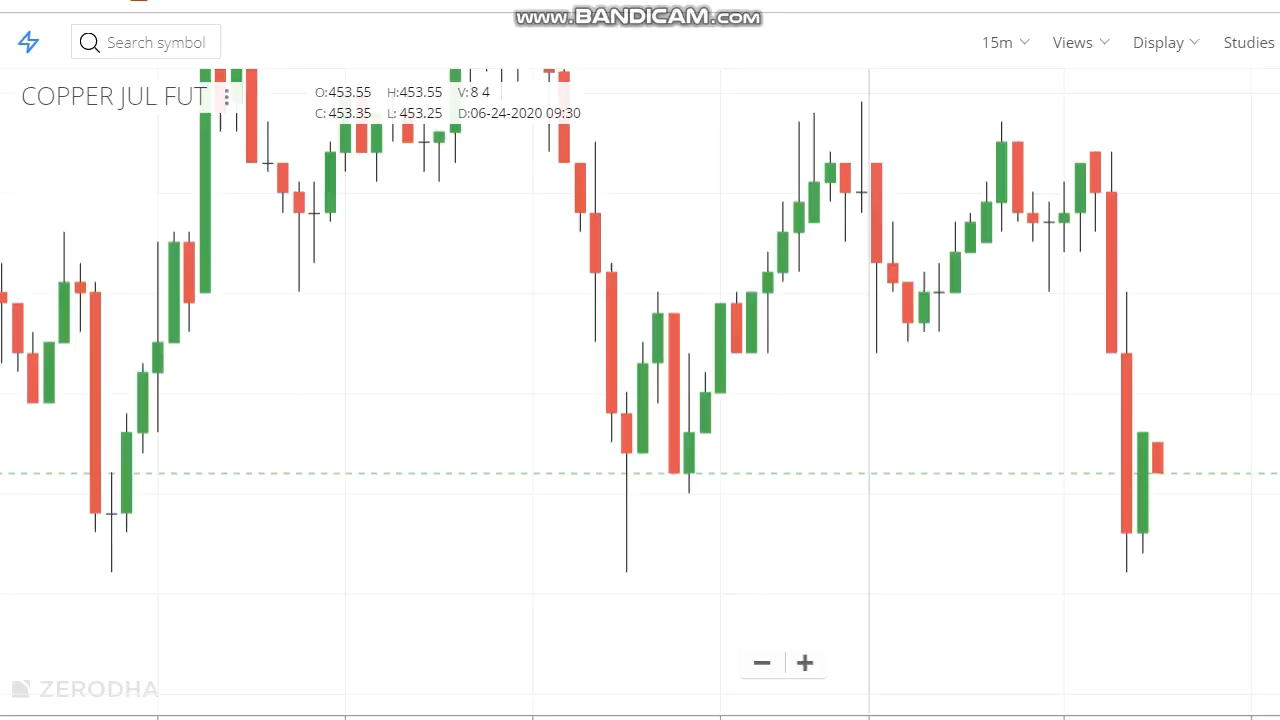 www.BANDICAM.com
Search symbol
15m Views Display Studies
COPPER JUL FUT
O:453.55 H:453.55 V:8 4
C: 453.35 L: 453.25 D:06-24-2020 09:30
ZERODHA